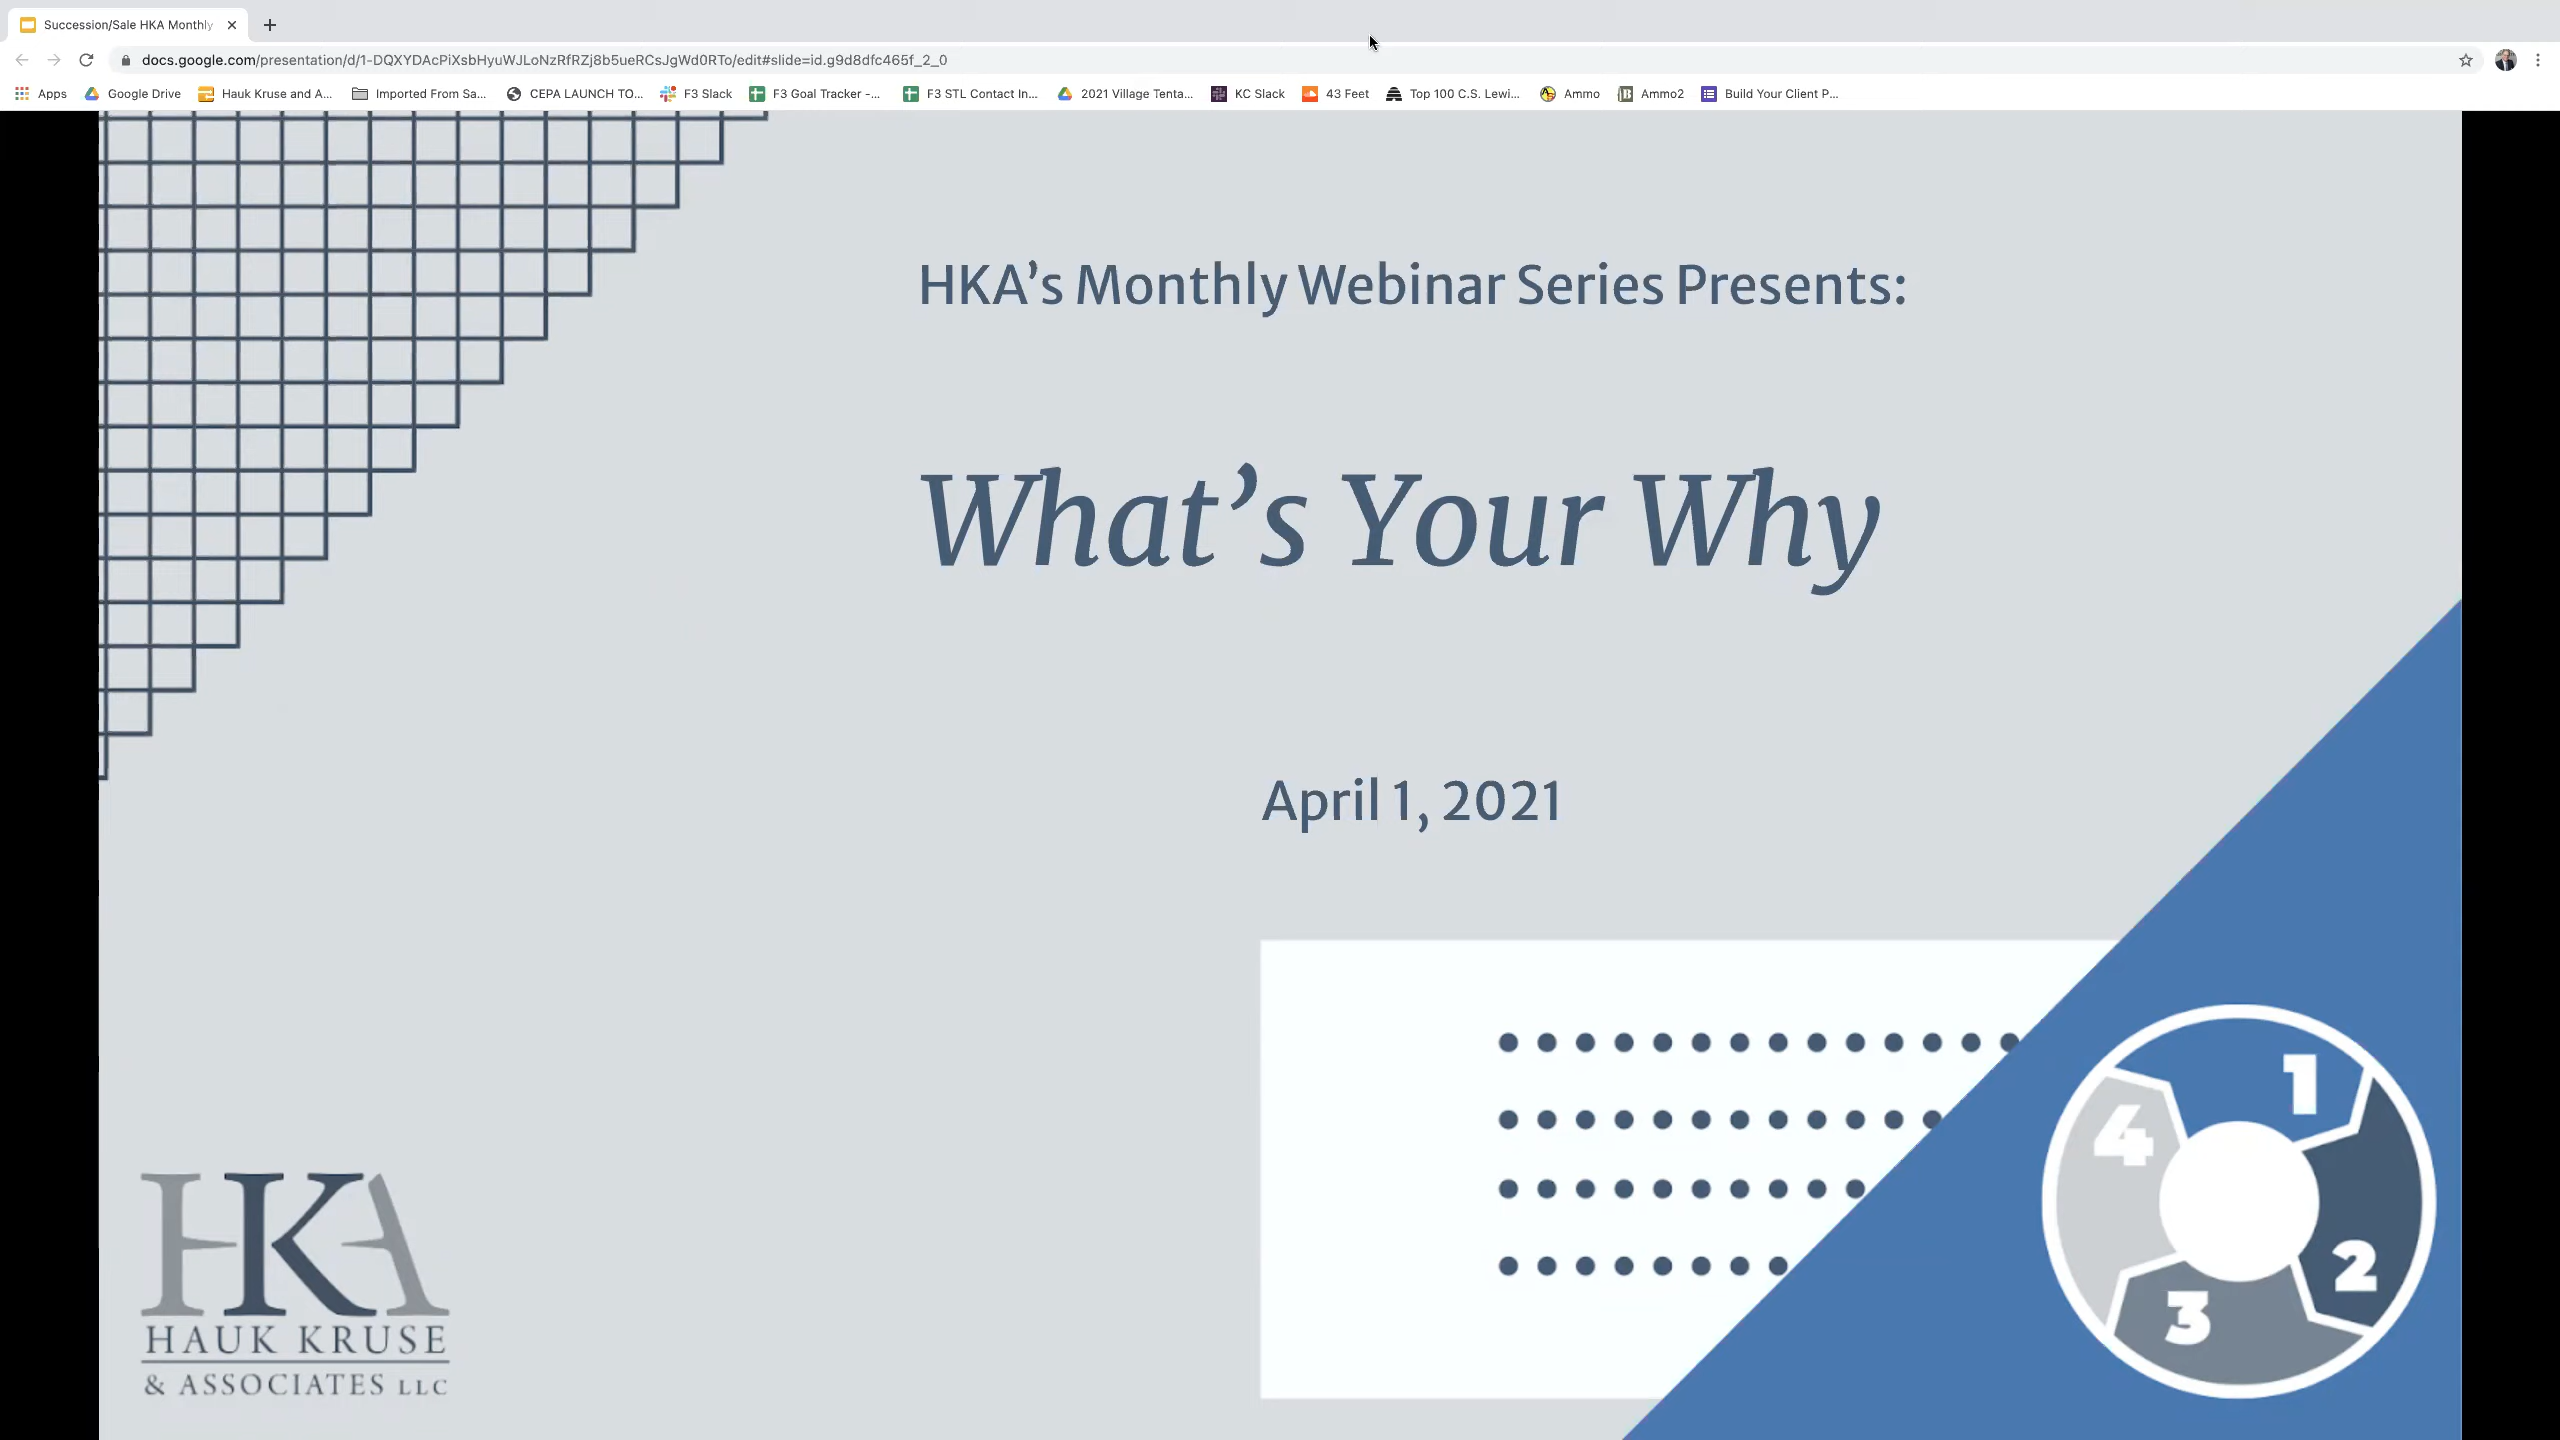 Succession/Sale HKA Monthly
docs.google.com/presentation/d/1-DQXYDAcPiXsbHyuWJLoNzRfRZj8b5ueRCsJgWd0RTo/edit#slide=id.g9d8dfc465f_2_0
Apps Google Drive Hauk Kruse and A... Imported From Sa... CEPA LAUNCH TO... F3 Slack F3 Goal Tracker -... F3 STL Contact In... 2021 Village Tenta... KC Slack 43 Feet Top 100 C.S. Lewi... Ammo Ammo2 Build Your Client P...
HKA’s Monthly Webinar Series Presents:
What’s Your Why
April 1, 2021
1
4
2
3
HKA
HAUK KRUSE
& ASSOCIATES LLC